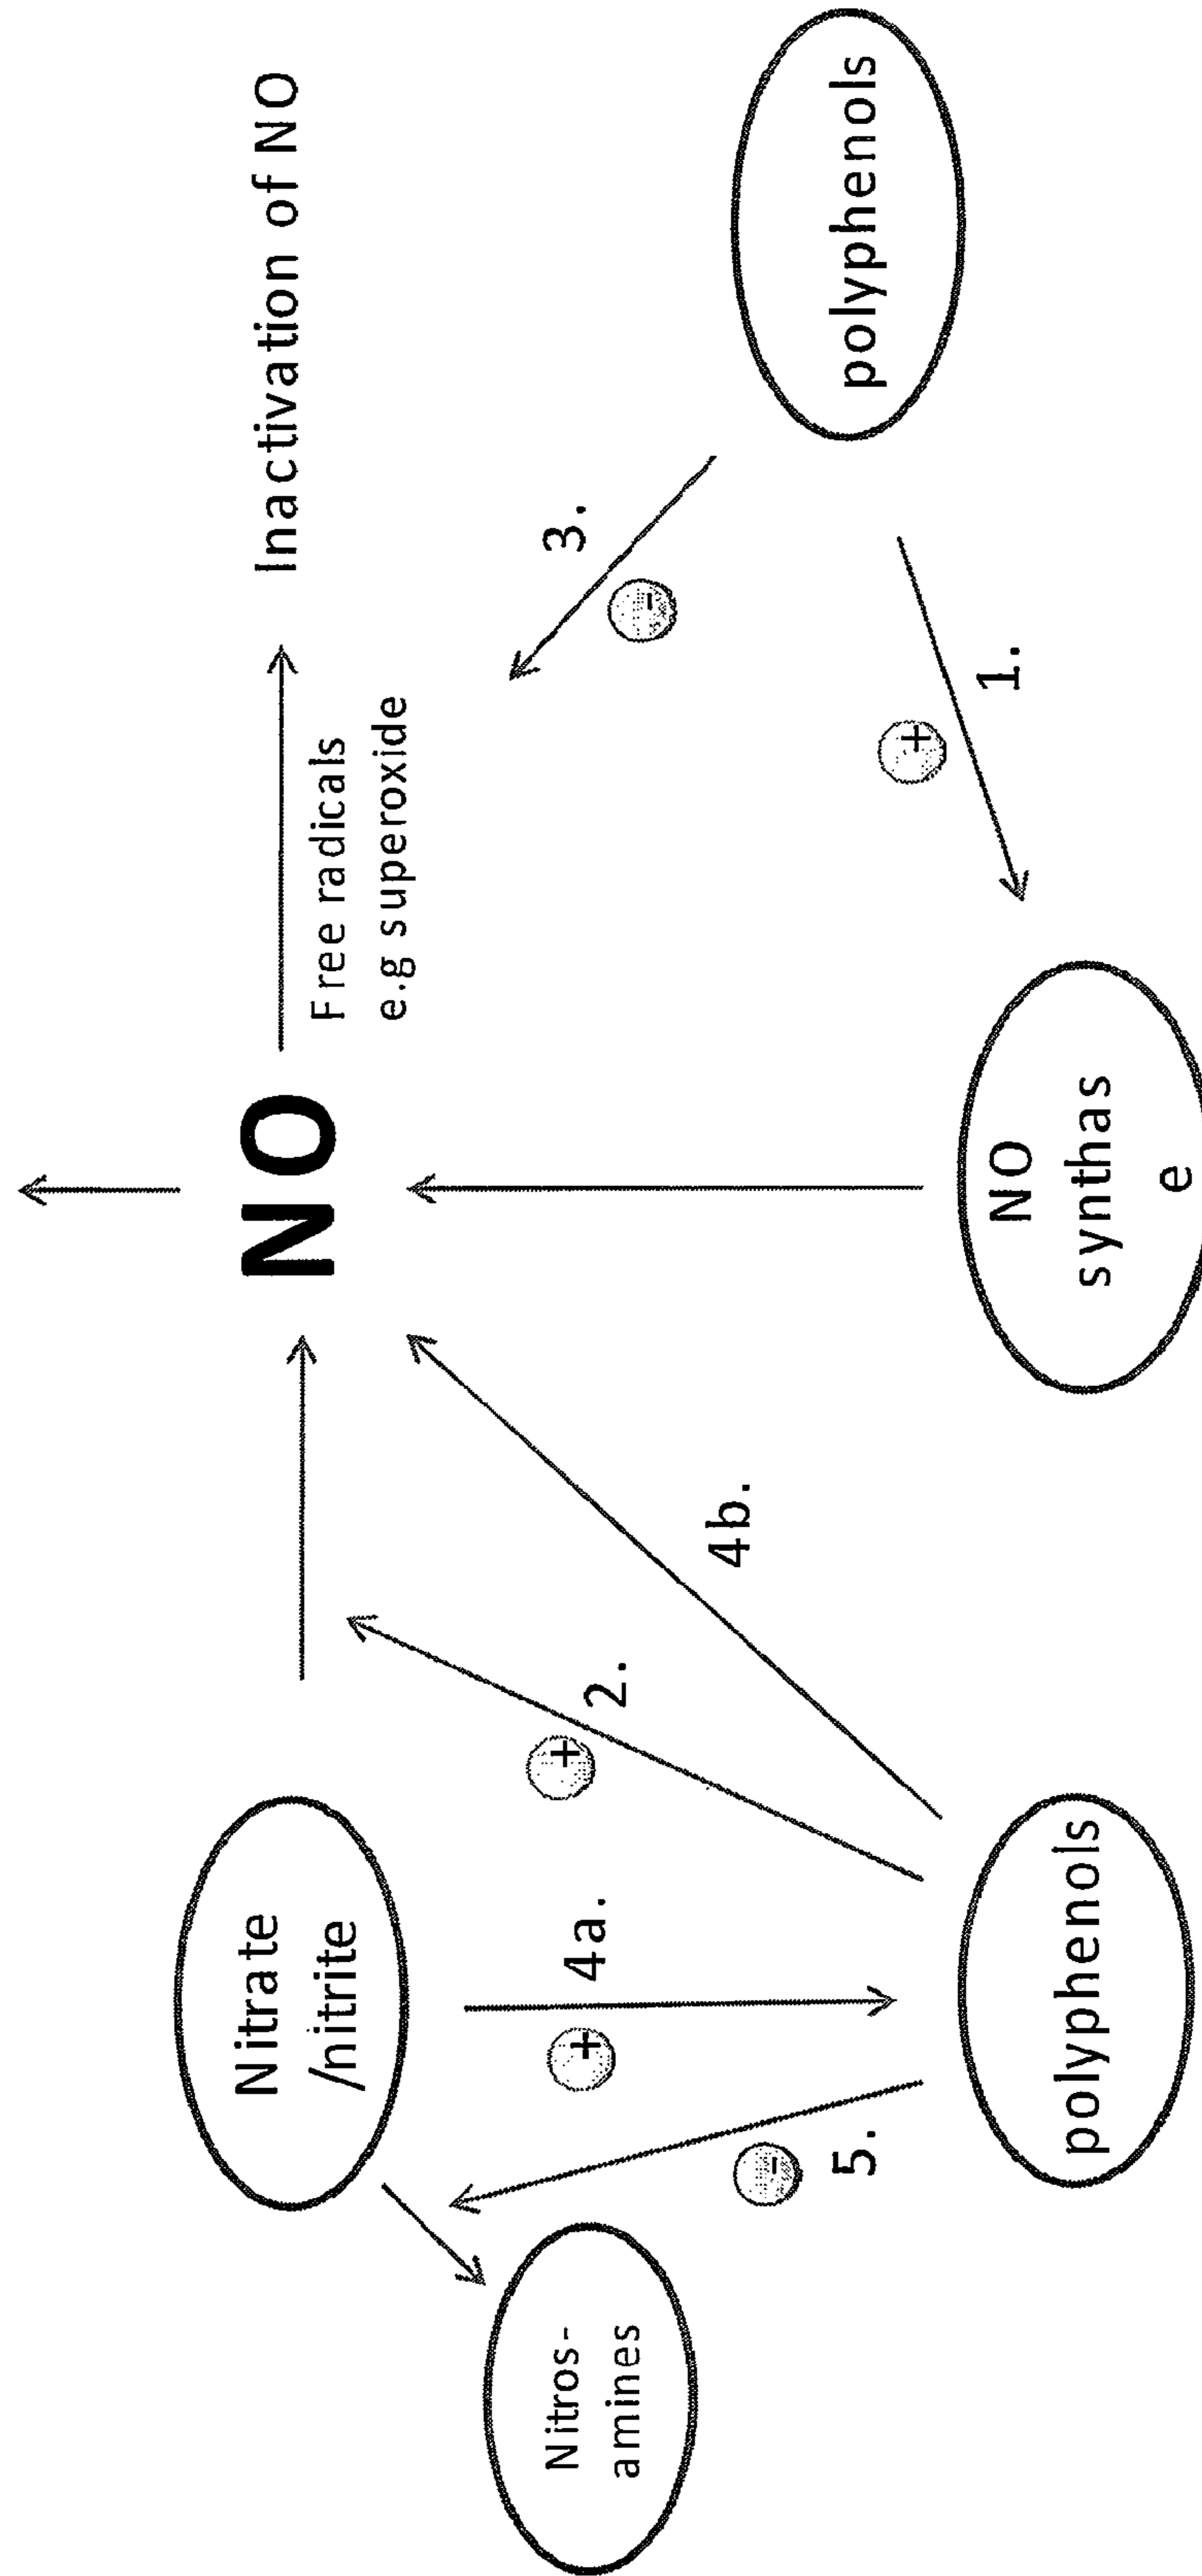 Inactivation of NO
Free radicals
e.g superoxide
NO
Nitrate
/nitrite
Nitros-
amines
polyphenols
NO
synthas
e
polyphenols
3.
-
1.
+
4b.
2.
+
4a.
+
5.
-